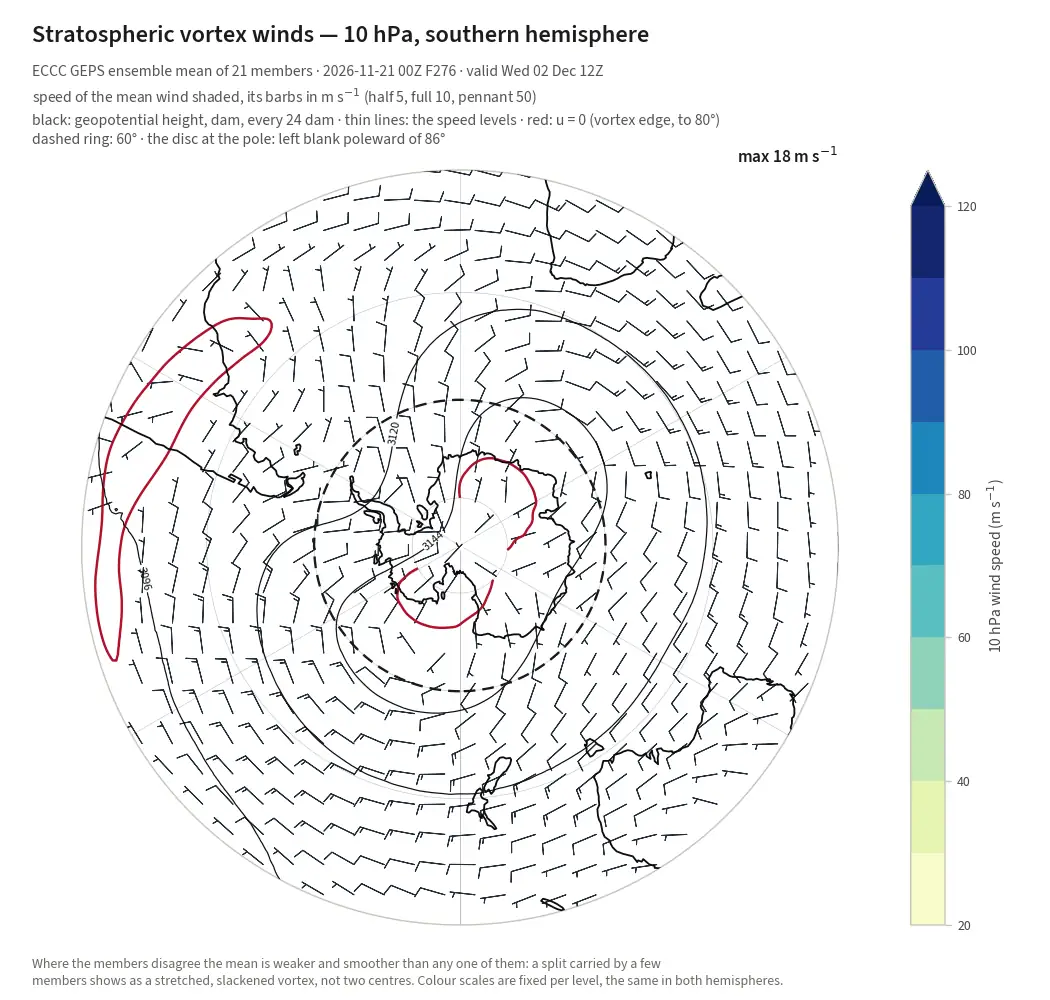 Stratospheric vortex winds — 10 hPa, southern hemisphere
ECCC GEPS ensemble mean of 21 members · 2026-11-21 00Z F276 · valid Wed 02 Dec 12Z
speed of the mean wind shaded, its barbs in m s⁻¹ (half 5, full 10, pennant 50)
black: geopotential height, dam, every 24 dam · thin lines: the speed levels · red: u = 0 (vortex edge, to 80°)
dashed ring: 60° · the disc at the pole: left blank poleward of 86°
max 18 m s⁻¹
120
100
80
60
40
20
10 hPa wind speed (m s⁻¹)
3120
3144
3096
Where the members disagree the mean is weaker and smoother than any one of them: a split carried by a few
members shows as a stretched, slackened vortex, not two centres. Colour scales are fixed per level, the same in both hemispheres.